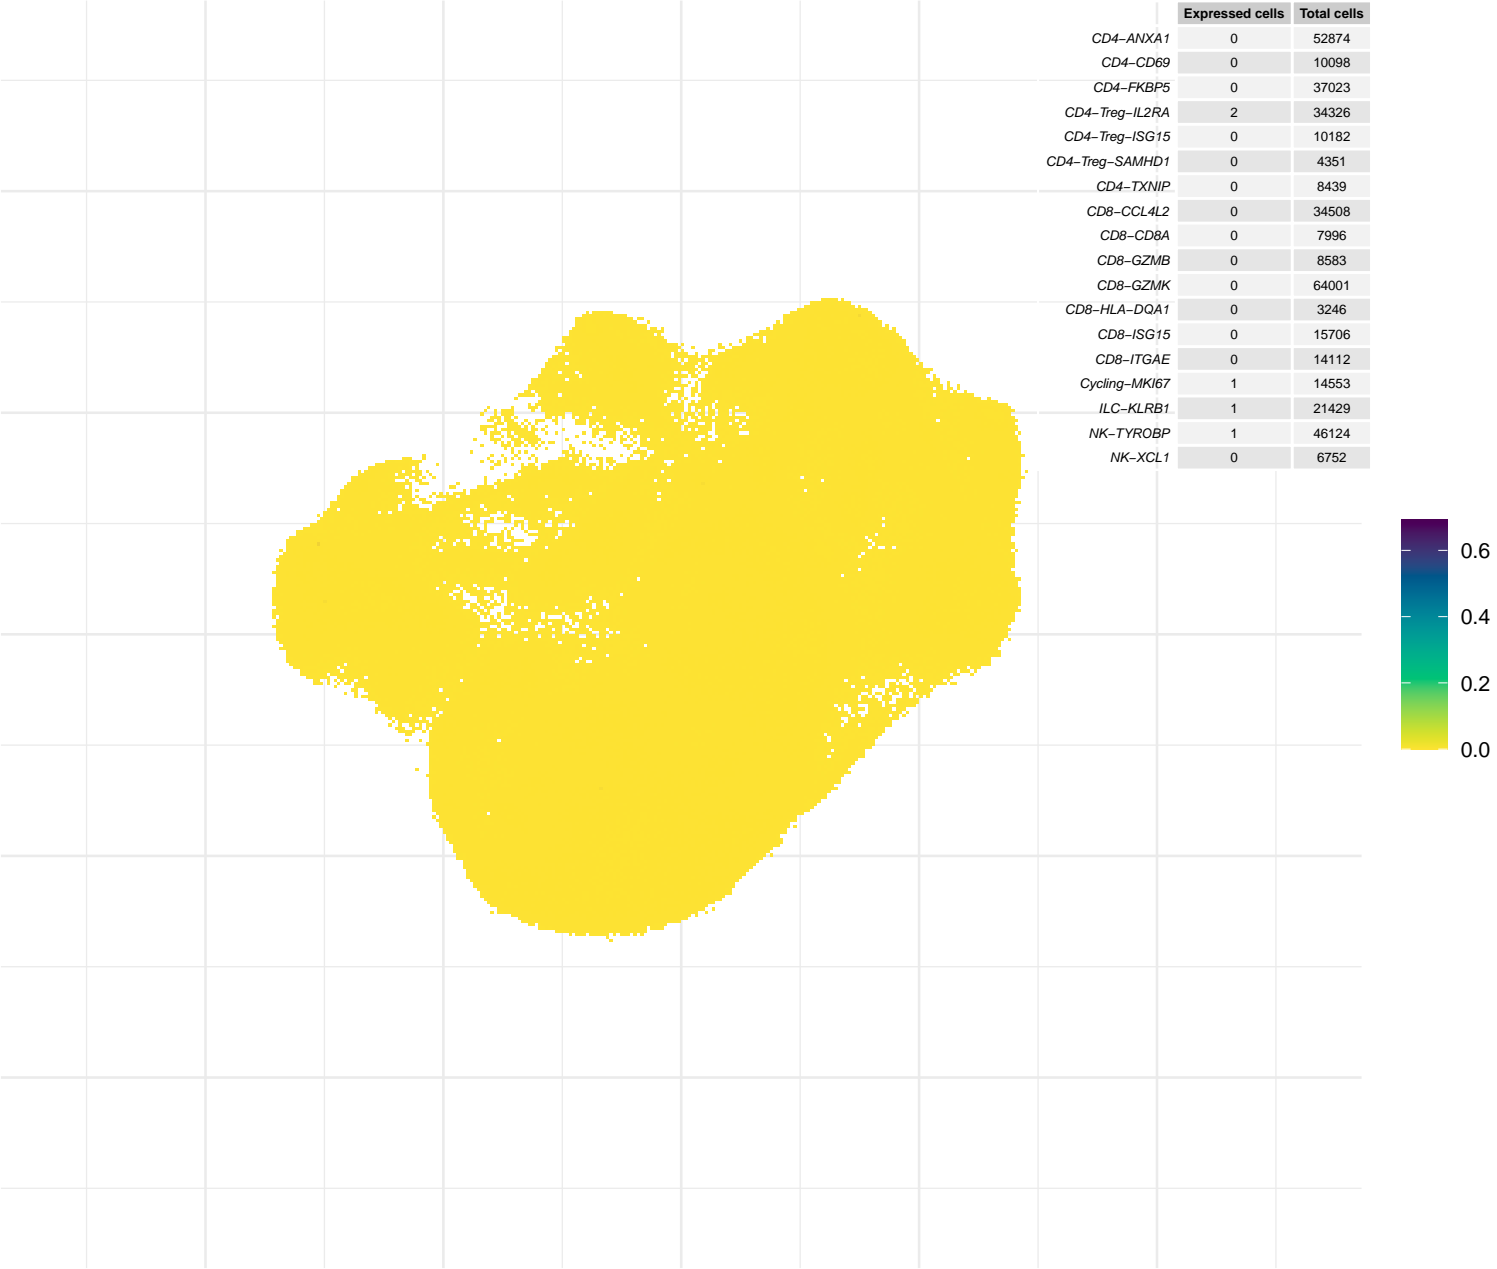 Expressed cells Total cells
CD4−ANXA1 0 52874
CD4−CD69 0 10098
CD4−FKBP5 0 37023
CD4−Treg−IL2RA 2 34326
CD4−Treg−ISG15 0 10182
CD4−Treg−SAMHD1 0 4351
CD4−TXNIP 0 8439
CD8−CCL4L2 0 34508
CD8−CD8A 0 7996
CD8−GZMB 0 8583
CD8−GZMK 0 64001
CD8−HLA−DQA1 0 3246
CD8−ISG15 0 15706
CD8−ITGAE 0 14112
Cycling−MKI67 1 14553
ILC−KLRB1 1 21429
NK−TYROBP 1 46124
NK−XCL1 0 6752
0.6
0.4
0.2
0.0